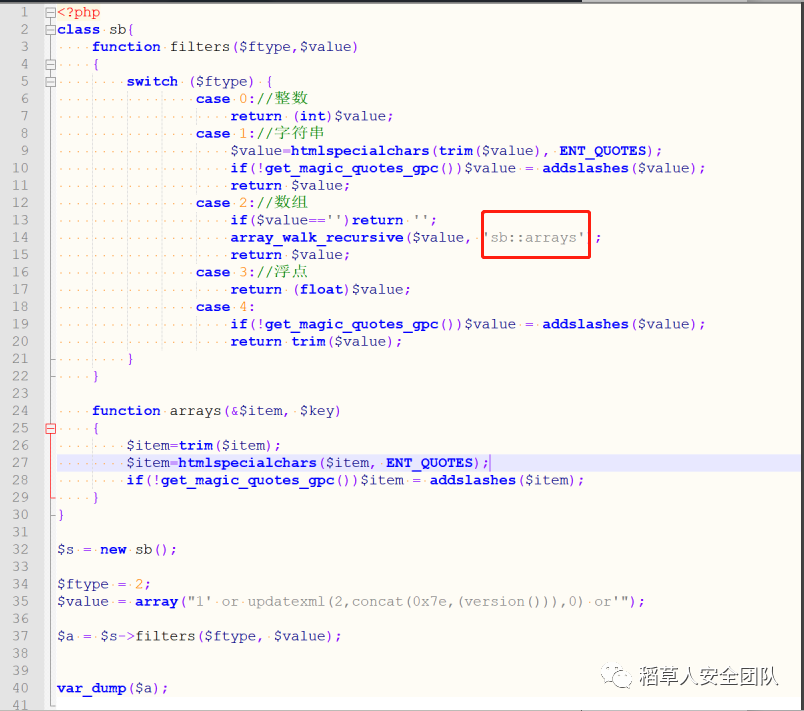 1 <?php
2 class sb{
3 function filters($ftype,$value)
4 {
5 switch ($ftype) {
6 case 0://整数
7 return (int)$value;
8 case 1://字符串
9 $value=htmlspecialchars(trim($value), ENT_QUOTES);
10 if(!get_magic_quotes_gpc())$value = addslashes($value);
11 return $value;
12 case 2://数组
13 if($value=='')return '';
14 array_walk_recursive($value, 'sb::arrays' ;
15 return $value;
16 case 3://浮点
17 return (float)$value;
18 case 4:
19 if(!get_magic_quotes_gpc())$value = addslashes($value);
20 return trim($value);
21 }
22 }
23
24 function arrays(&$item, $key)
25 {
26 $item=trim($item);
27 $item=htmlspecialchars($item, ENT_QUOTES);
28 if(!get_magic_quotes_gpc())$item = addslashes($item);
29 }
30 }
31
32 $s = new sb();
33
34 $ftype = 2;
35 $value = array("1' or updatexml(2,concat(0x7e,(version())),0) or'");
36
37 $a = $s->filters($ftype, $value);
38
39
40 var_dump($a);
41
稻草人安全团队